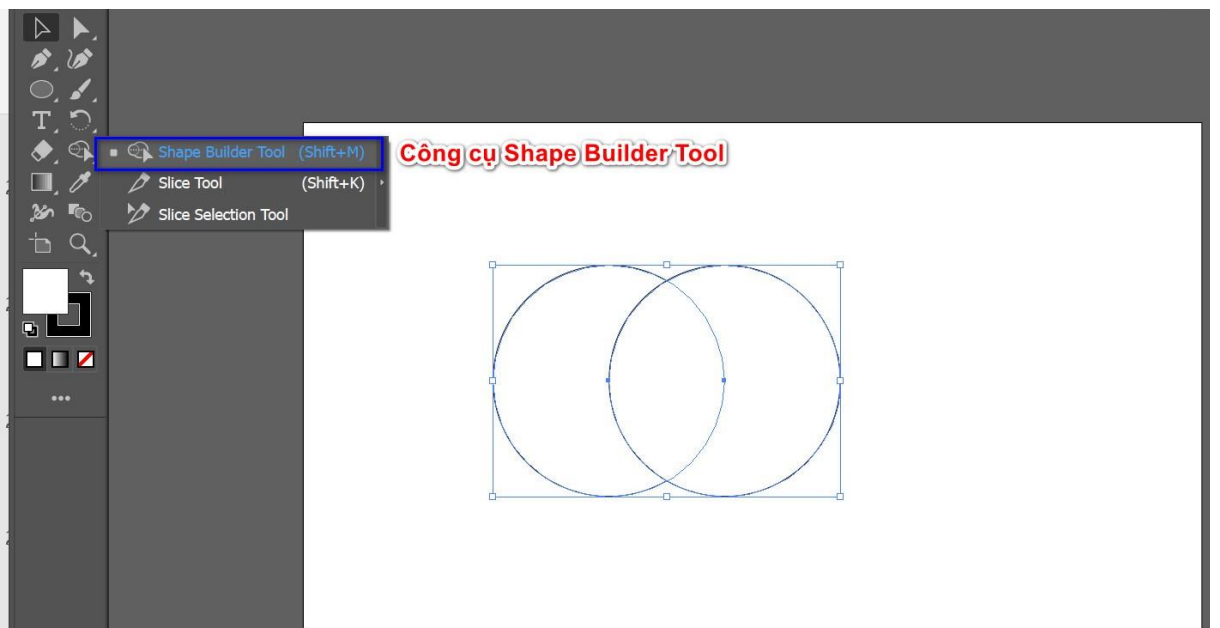 Shape Builder Tool (Shift+M)
Công cụ Shape Builder Tool
Slice Tool (Shift+K)
Slice Selection Tool